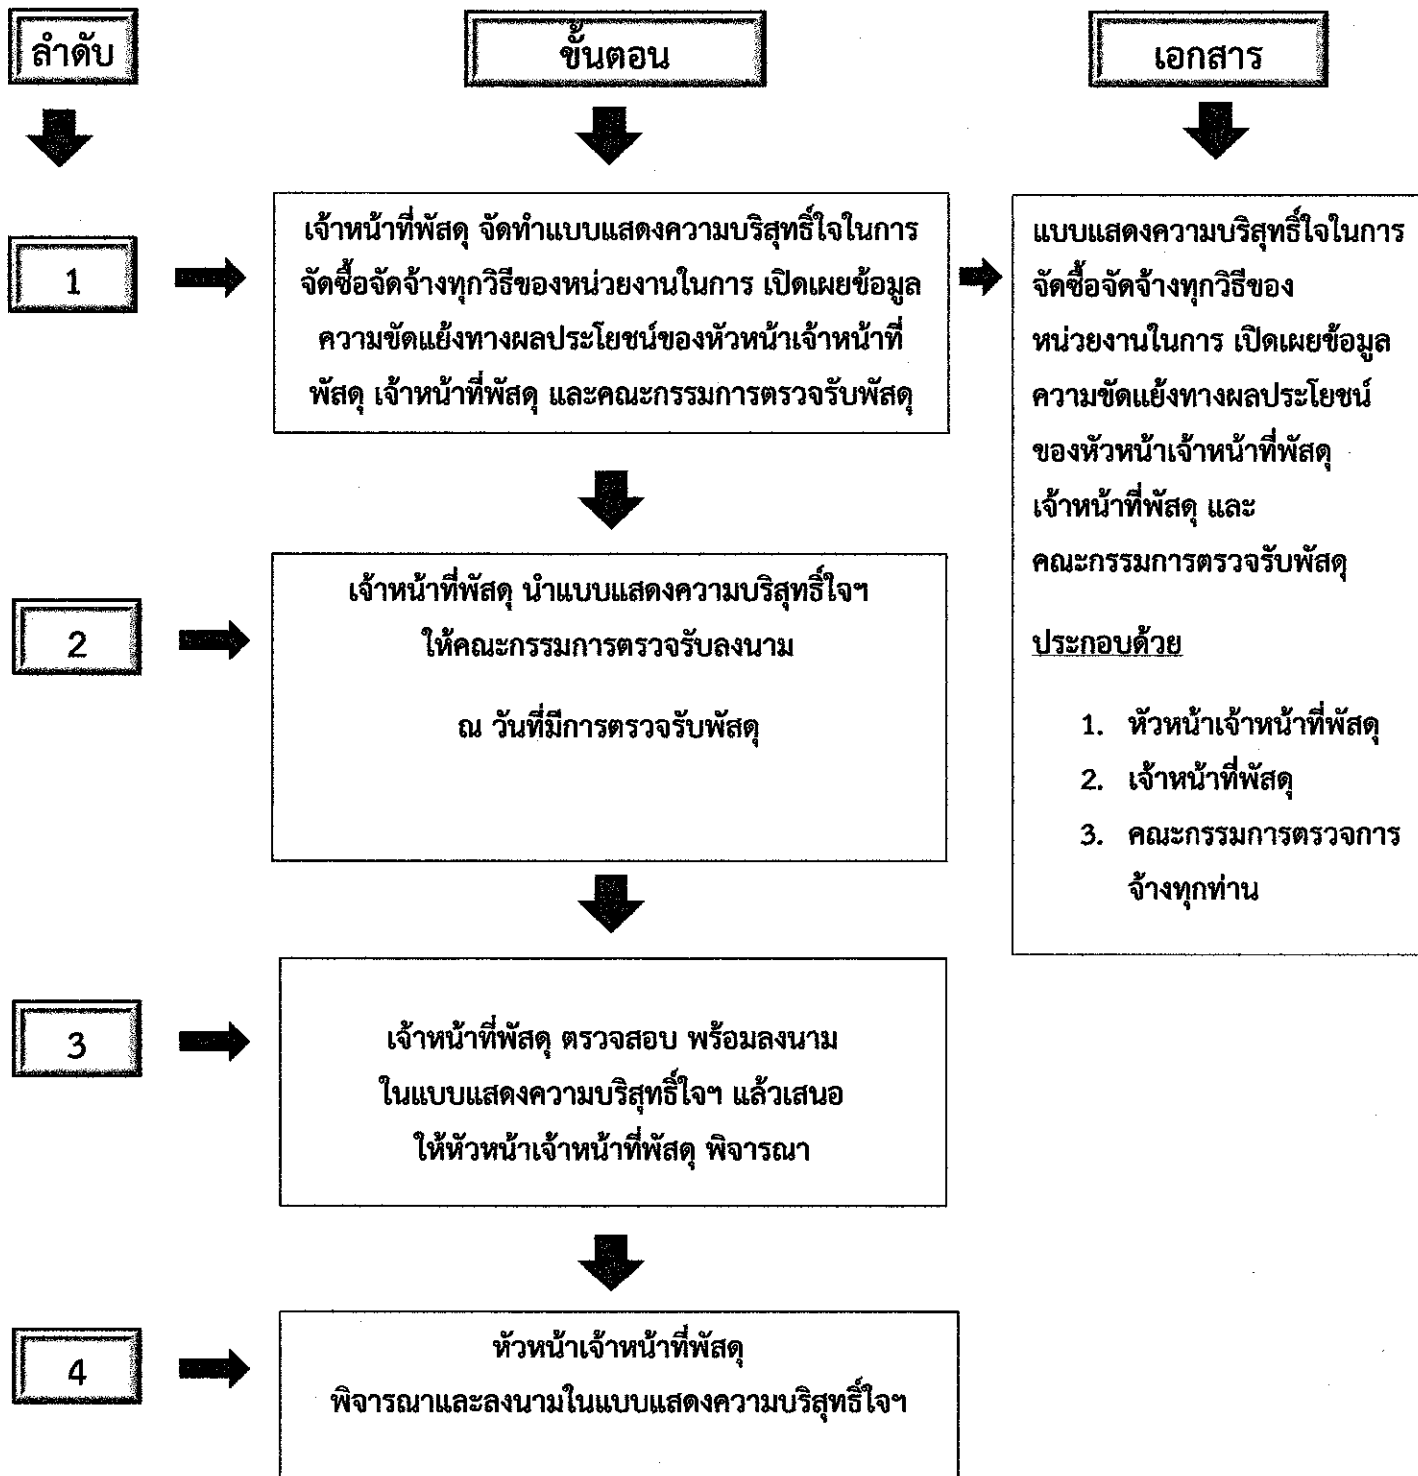 ลำดับ
ขั้นตอน
เอกสาร
1
เจ้าหน้าที่พัสดุ จัดทำแบบแสดงความบริสุทธิ์ใจในการ
จัดซื้อจัดจ้างทุกวิธีของหน่วยงานในการ เปิดเผยข้อมูล
ความขัดแย้งทางผลประโยชน์ของหัวหน้าเจ้าหน้าที่
พัสดุ เจ้าหน้าที่พัสดุ และคณะกรรมการตรวจรับพัสดุ
แบบแสดงความบริสุทธิ์ใจในการ
จัดซื้อจัดจ้างทุกวิธีของ
หน่วยงานในการ เปิดเผยข้อมูล
ความขัดแย้งทางผลประโยชน์
ของหัวหน้าเจ้าหน้าที่พัสดุ
เจ้าหน้าที่พัสดุ และ
คณะกรรมการตรวจรับพัสดุ
ประกอบด้วย
1. หัวหน้าเจ้าหน้าที่พัสดุ
2. เจ้าหน้าที่พัสดุ
3. คณะกรรมการตรวจการ
จ้างทุกท่าน
2
เจ้าหน้าที่พัสดุ นำแบบแสดงความบริสุทธิ์ใจฯ
ให้คณะกรรมการตรวจรับลงนาม
ณ วันที่มีการตรวจรับพัสดุ
3
เจ้าหน้าที่พัสดุ ตรวจสอบ พร้อมลงนาม
ในแบบแสดงความบริสุทธิ์ใจฯ แล้วเสนอ
ให้หัวหน้าเจ้าหน้าที่พัสดุ พิจารณา
4
หัวหน้าเจ้าหน้าที่พัสดุ
พิจารณาและลงนามในแบบแสดงความบริสุทธิ์ใจฯ